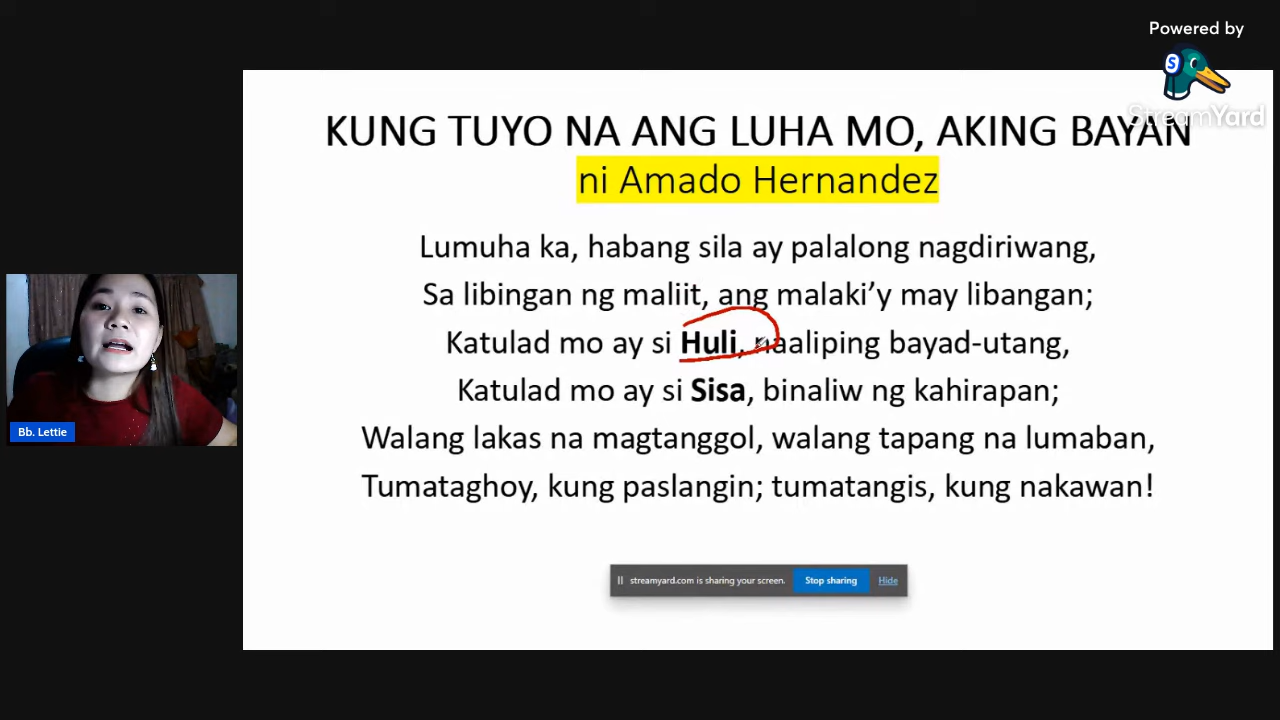 Powered by
StreamYard
KUNG TUYO NA ANG LUHA MO, AKING BAYAN
ni Amado Hernandez
Lumuha ka, habang sila ay palalong nagdiriwang,
Sa libingan ng maliit, ang malaki’y may libangan;
Katulad mo ay si Huli, naaliping bayad-utang,
Katulad mo ay si Sisa, binaliw ng kahirapan;
Walang lakas na magtanggol, walang tapang na lumaban,
Tumataghoy, kung paslangin; tumatangis, kung nakawan!
Bb. Lettie
streamyard.com is sharing your screen. Stop sharing Hide